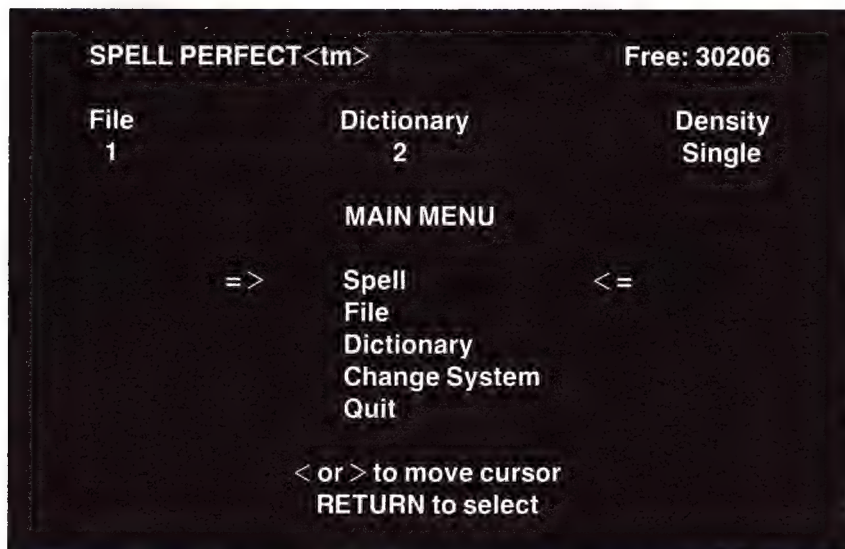 SPELL PERFECT<tm> Free: 30206
File Dictionary Density
1 2 Single
MAIN MENU
=> Spell <=
File
Dictionary
Change System
Quit
< or > to move cursor
RETURN to select